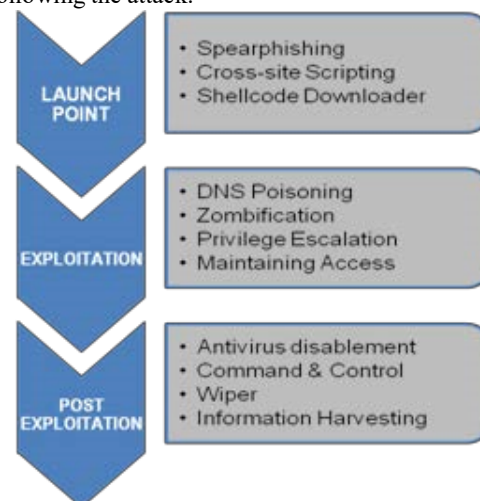 following the attack.
LAUNCH
POINT
• Spearphishing
• Cross-site Scripting
• Shellcode Downloader
EXPLOITATION
• DNS Poisoning
• Zombification
• Privilege Escalation
• Maintaining Access
POST
EXPLOITATION
• Antivirus disablement
• Command & Control
• Wiper
• Information Harvesting